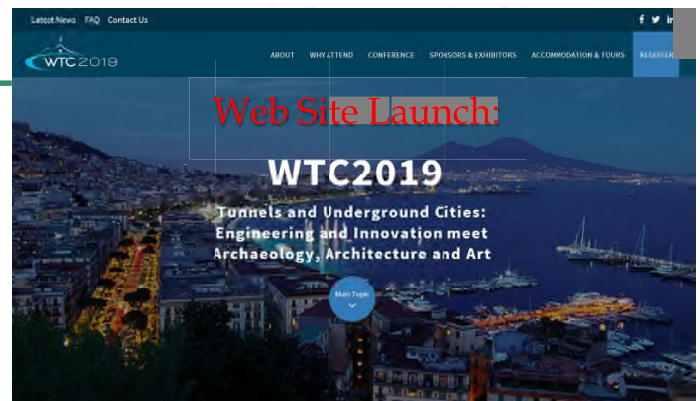 Latest News FAQ Contact Us
WTC2019
ABOUT WHY ATTEND CONFERENCE SPONSORS & EXHIBITORS ACCOMMODATION & TOURS REGISTER
Web Site Launch:
WTC2019
Tunnels and Underground Cities:
Engineering and Innovation meet
Archaeology, Architecture and Art
Main Topic